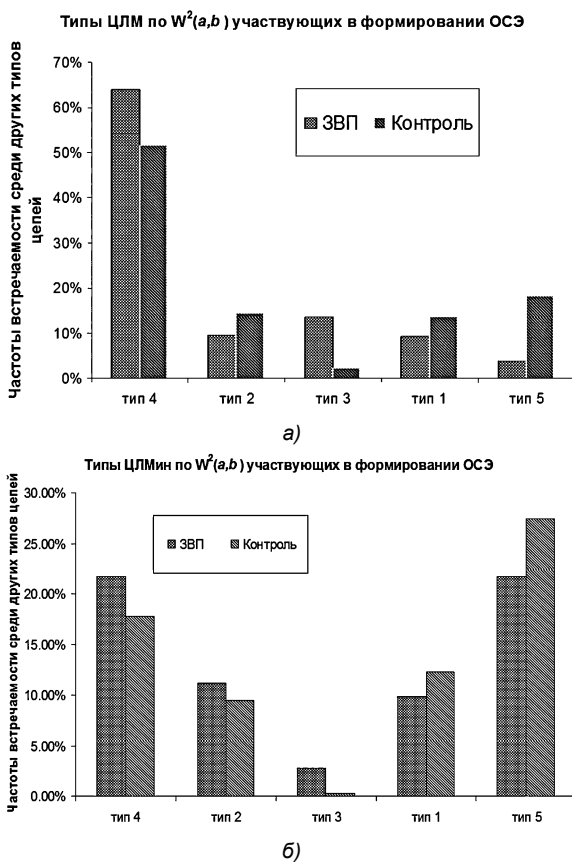 Типы ЦЛМ по W²(a,b ) участвующих в формировании ОСЭ
Частоты встречаемости среди других типов
цепей
70%
60%
50%
40%
30%
20%
10%
0%
ЗВП Контроль
тип 4 тип 2 тип 3 тип 1 тип 5
а)
Типы ЦЛМин по W²(a,b ) участвующих в формировании ОСЭ
Частоты встречаемости среди других типов цепей
30.00%
25.00%
20.00%
15.00%
10.00%
5.00%
0.00%
ЗВП Контроль
тип 4 тип 2 тип 3 тип 1 тип 5
б)